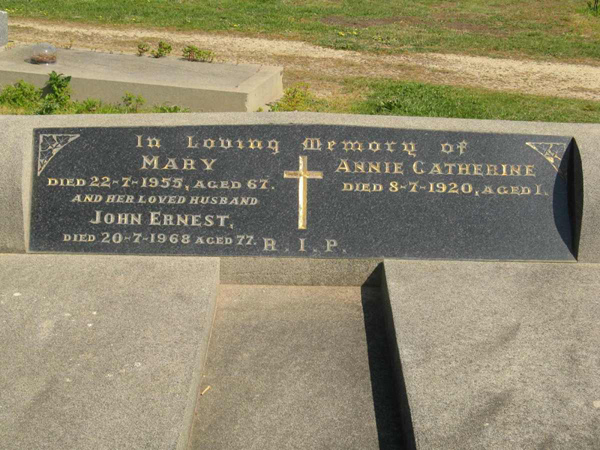 In Loving Memory of
MARY
DIED 22-7-1955, AGED 67.
AND HER LOVED HUSBAND
JOHN ERNEST,
DIED 20-7-1968 AGED 77.
ANNIE CATHERINE
DIED 8-7-1920, AGED 1.
R.I.P.